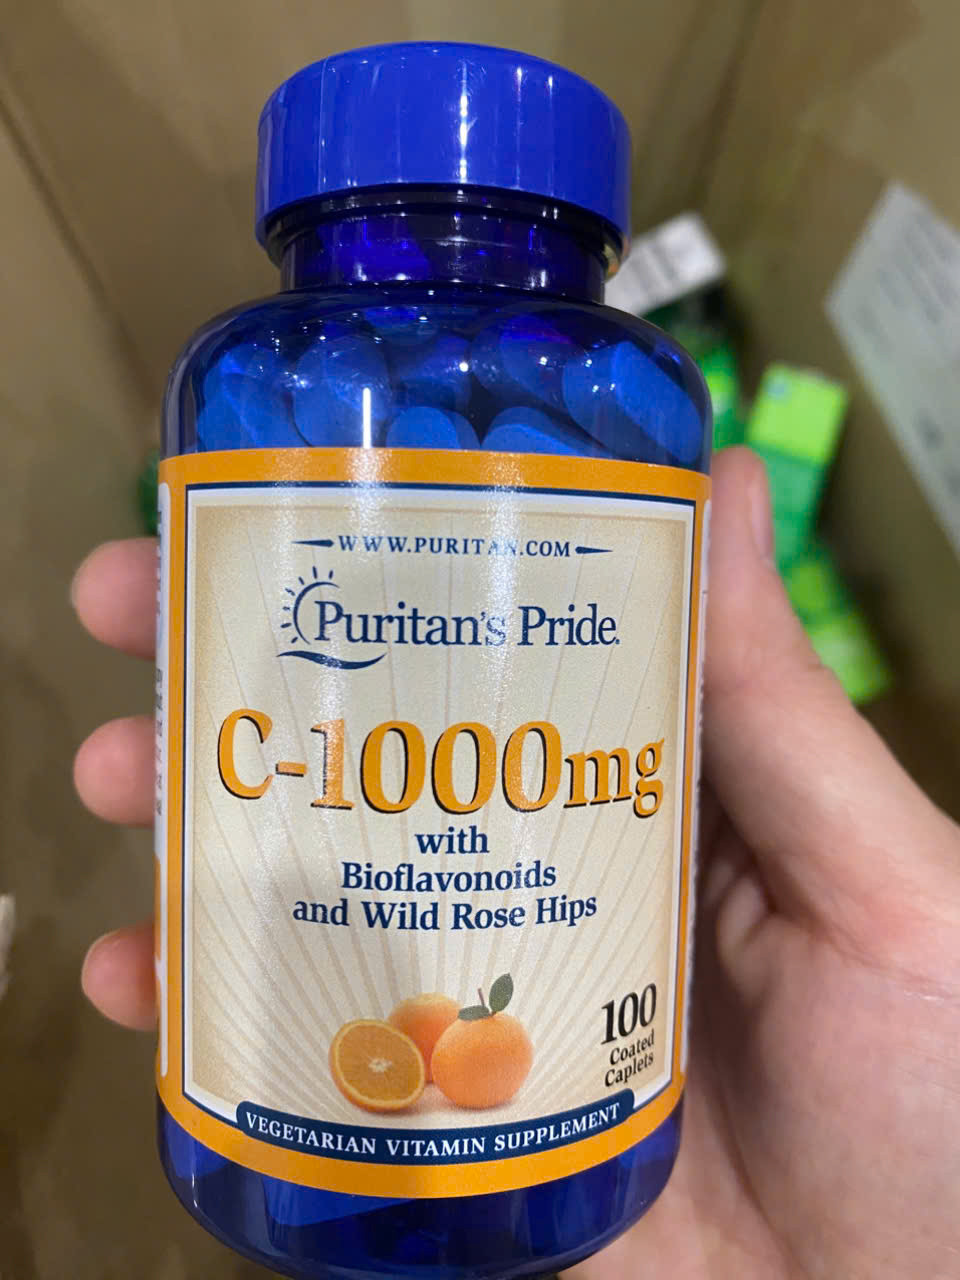 WWW.PURITAN.COM
Puritan's Pride.
C-1000mg
with
Bioflavonoids
and Wild Rose Hips
100
Coated
Caplets
VEGETARIAN VITAMIN SUPPLEMENT